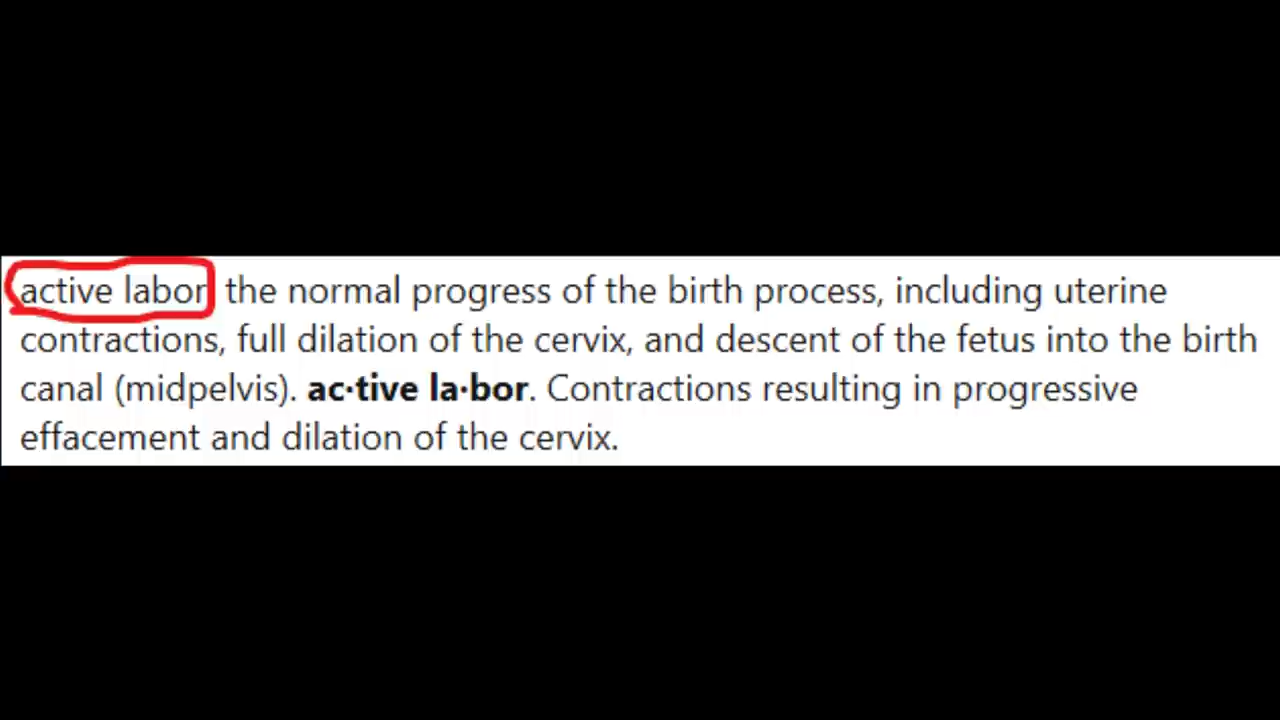 active labor the normal progress of the birth process, including uterine
contractions, full dilation of the cervix, and descent of the fetus into the birth
canal (midpelvis). ac·tive la·bor. Contractions resulting in progressive
effacement and dilation of the cervix.